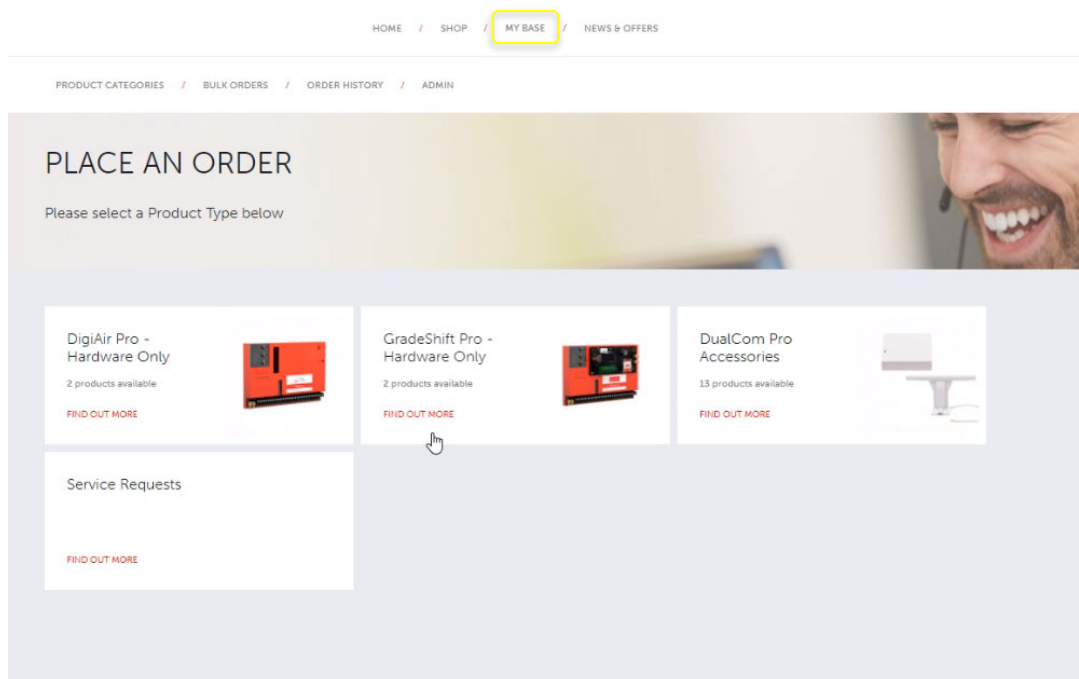 HOME / SHOP / MY BASE / NEWS & OFFERS
PRODUCT CATEGORIES / BULK ORDERS / ORDER HISTORY / ADMIN
PLACE AN ORDER
Please select a Product Type below
DigiAir Pro -
Hardware Only
2 products available
FIND OUT MORE
GradeShift Pro -
Hardware Only
2 products available
FIND OUT MORE
DualCom Pro
Accessories
13 products available
FIND OUT MORE
Service Requests
FIND OUT MORE